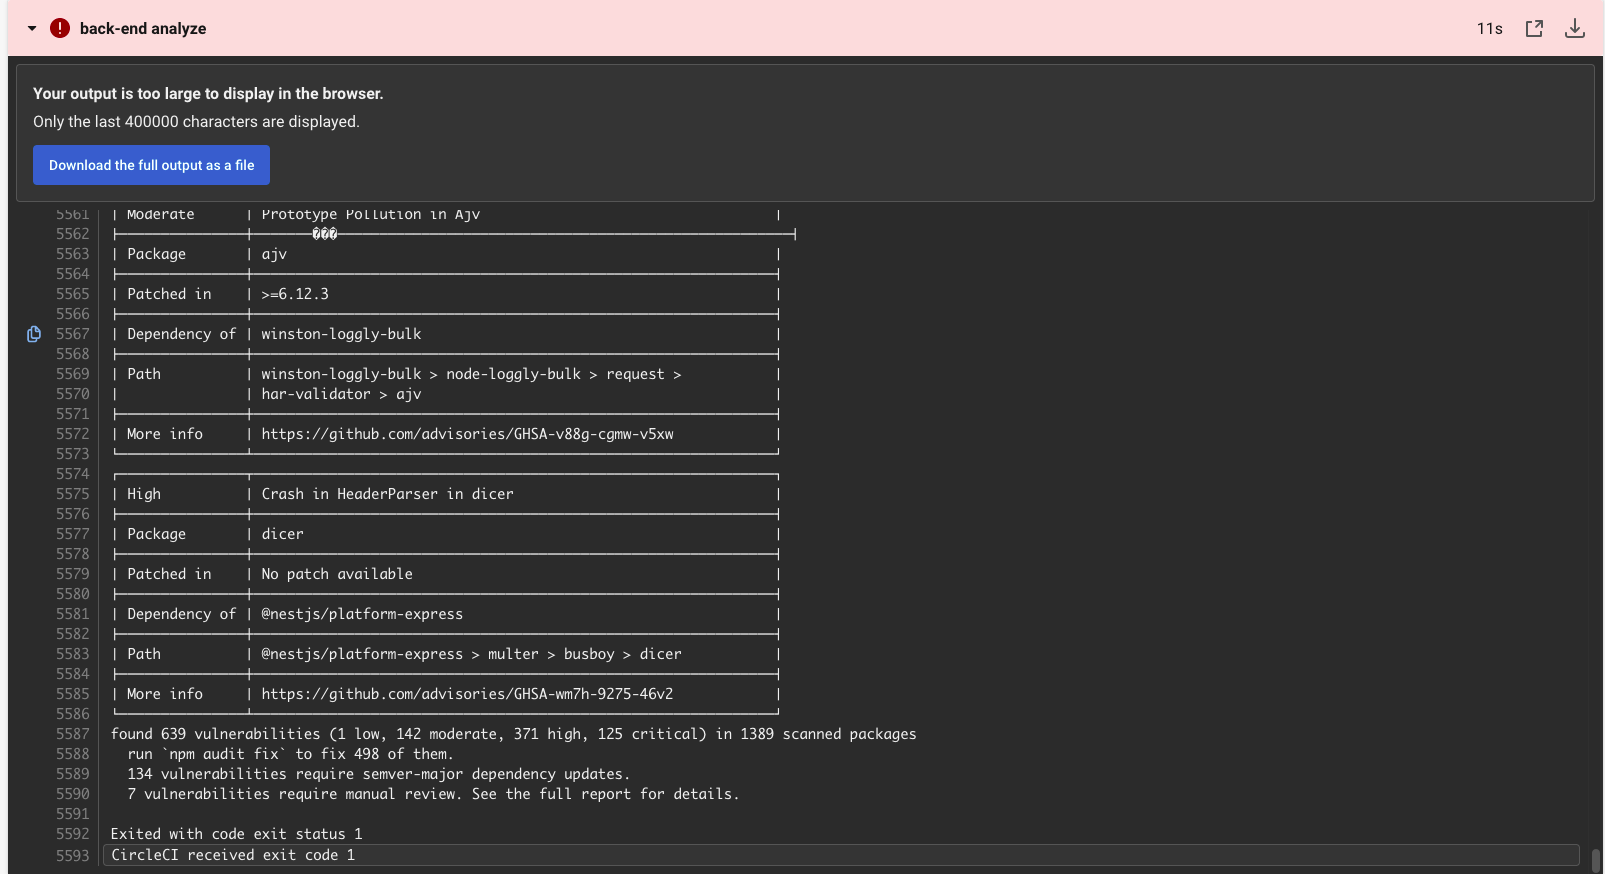 back-end analyze 11s
Your output is too large to display in the browser.
Only the last 400000 characters are displayed.
Download the full output as a file
5561 | Moderate | Prototype Pollution in Ajv |
5562 ├───────────────┼───────���──────────────────────────────────────────────────────┤
5563 | Package | ajv |
5564 ├───────────────┼──────────────────────────────────────────────────────────────┤
5565 | Patched in | >=6.12.3 |
5566 ├───────────────┼──────────────────────────────────────────────────────────────┤
5567 | Dependency of | winston-loggly-bulk |
5568 ├───────────────┼──────────────────────────────────────────────────────────────┤
5569 | Path | winston-loggly-bulk > node-loggly-bulk > request > |
5570 | | har-validator > ajv |
5571 ├───────────────┼──────────────────────────────────────────────────────────────┤
5572 | More info | https://github.com/advisories/GHSA-v88g-cgmw-v5xw |
5573 └───────────────┴──────────────────────────────────────────────────────────────┘
5574 ┌───────────────┬──────────────────────────────────────────────────────────────┐
5575 | High | Crash in HeaderParser in dicer |
5576 ├───────────────┼──────────────────────────────────────────────────────────────┤
5577 | Package | dicer |
5578 ├───────────────┼──────────────────────────────────────────────────────────────┤
5579 | Patched in | No patch available |
5580 ├───────────────┼──────────────────────────────────────────────────────────────┤
5581 | Dependency of | @nestjs/platform-express |
5582 ├───────────────┼──────────────────────────────────────────────────────────────┤
5583 | Path | @nestjs/platform-express > multer > busboy > dicer |
5584 ├───────────────┼──────────────────────────────────────────────────────────────┤
5585 | More info | https://github.com/advisories/GHSA-wm7h-9275-46v2 |
5586 └───────────────┴──────────────────────────────────────────────────────────────┘
5587 found 639 vulnerabilities (1 low, 142 moderate, 371 high, 125 critical) in 1389 scanned packages
5588 run `npm audit fix` to fix 498 of them.
5589 134 vulnerabilities require semver-major dependency updates.
5590 7 vulnerabilities require manual review. See the full report for details.
5591
5592 Exited with code exit status 1
5593 CircleCI received exit code 1